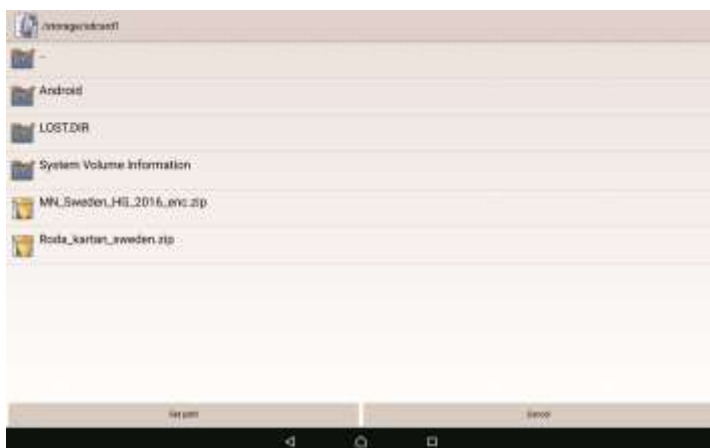 /storage/sdcard1
..
Android
LOST.DIR
System Volume Information
MN_Sweden_HG_2016_enc.zip
Roda_kartan_sweden.zip
Set path
Cancel